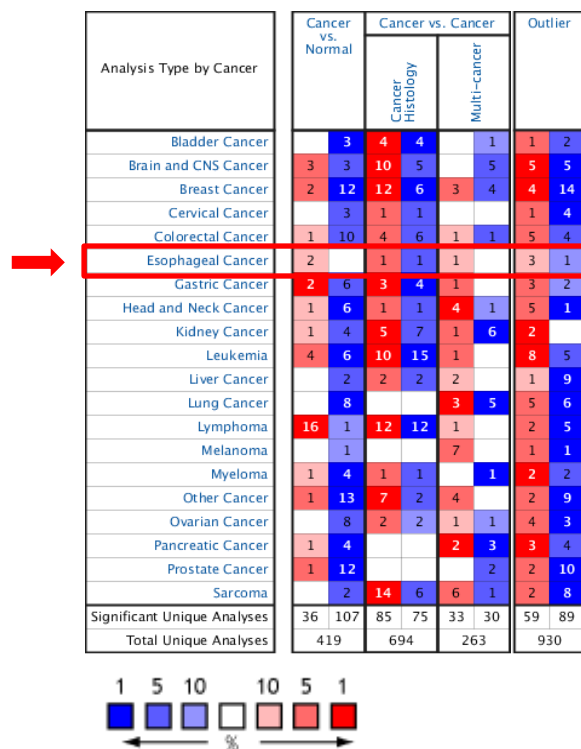 Analysis Type by Cancer
Cancer
vs.
Normal
Cancer vs. Cancer
Outlier
Cancer
Histology
Multi-cancer
Bladder Cancer 3 4 4 1 1 2
Brain and CNS Cancer 3 3 10 5 5 5 5
Breast Cancer 2 12 12 6 3 4 4 14
Cervical Cancer 3 1 1 1 4
Colorectal Cancer 1 10 4 6 1 1 5 4
Esophageal Cancer 2 1 1 1 3 1
Gastric Cancer 2 6 3 4 1 3 2
Head and Neck Cancer 1 6 1 1 4 1 5 1
Kidney Cancer 1 4 5 7 1 6 2
Leukemia 4 6 10 15 1 8 5
Liver Cancer 2 2 2 2 1 9
Lung Cancer 8 3 5 5 6
Lymphoma 16 1 12 12 1 2 5
Melanoma 1 7 1 1
Myeloma 1 4 1 1 1 2 2
Other Cancer 1 13 7 2 4 2 9
Ovarian Cancer 8 2 2 1 1 4 3
Pancreatic Cancer 1 4 2 3 3 4
Prostate Cancer 1 12 2 2 10
Sarcoma 2 14 6 6 1 2 8
Significant Unique Analyses 36 107 85 75 33 30 59 89
Total Unique Analyses 419 694 263 930
1 5 10 10 5 1
%